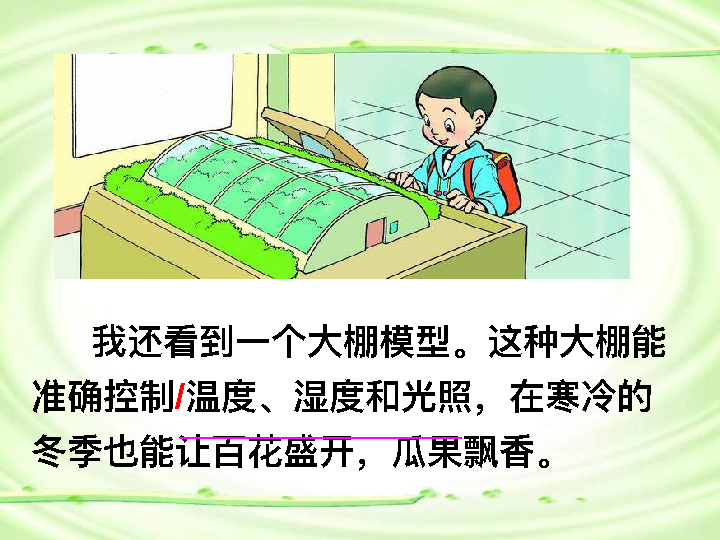 我还看到一个大棚模型。这种大棚能
准确控制/温度、湿度和光照，在寒冷的
冬季也能让百花盛开，瓜果飘香。